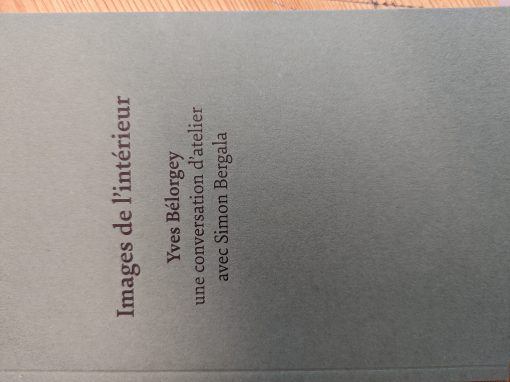 Images de l'intérieur
Yves Bélorgey
une conversation d'atelier
avec Simon Bergala